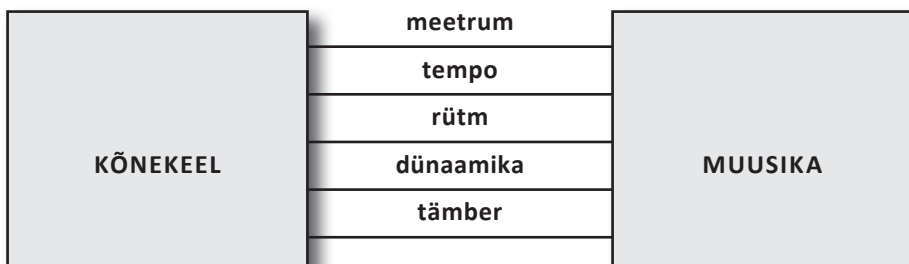 meetrum
tempo
rütm
KÕNEKEEL dünaamika MUUSIKA
tämber